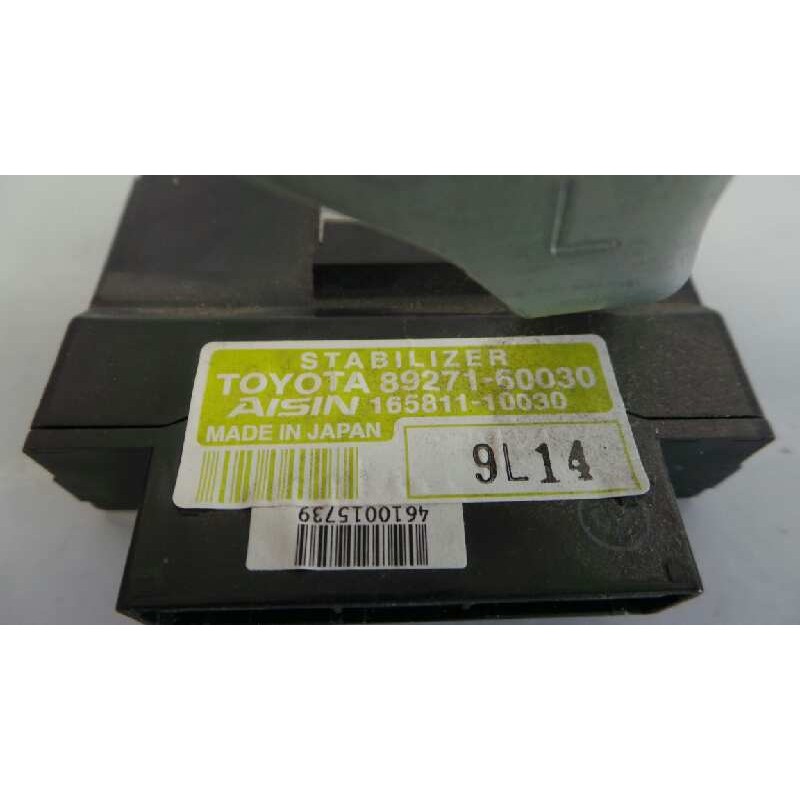 STABILIZER
TOYOTA 89271-60030
AISIN 165811-10030
MADE IN JAPAN
9L14
4610015739
L